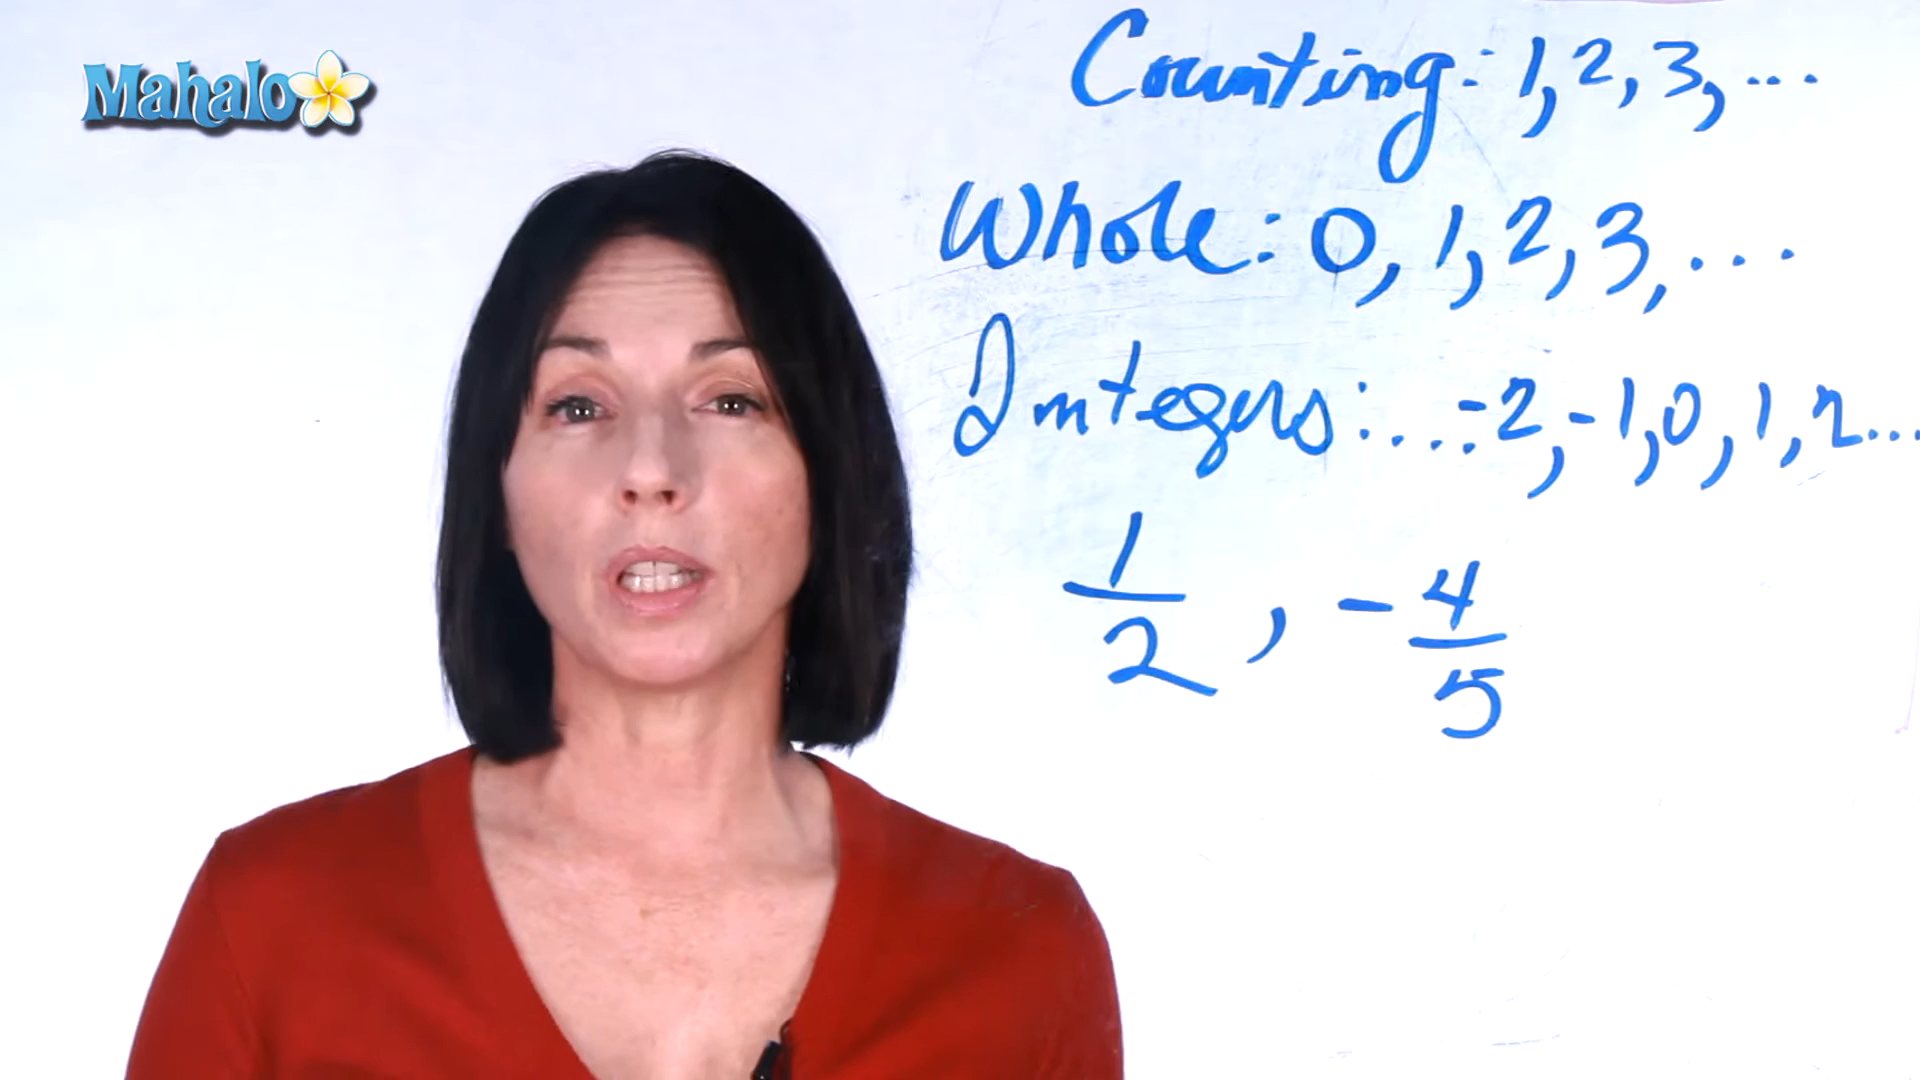 Mahalo
Counting: 1, 2, 3, ...
Whole: 0, 1, 2, 3, ...
Integers: ... -2, -1, 0, 1, 2...
1/2, -4/5